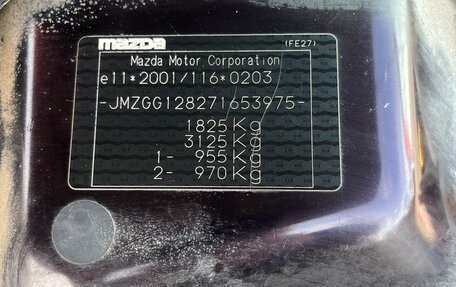 mazda (FE27)
Mazda Motor Corporation
e11*2001/116*0203
-JMZGG128271653975-
1825 Kg
3125 Kg
1- 955 Kg
2- 970 Kg